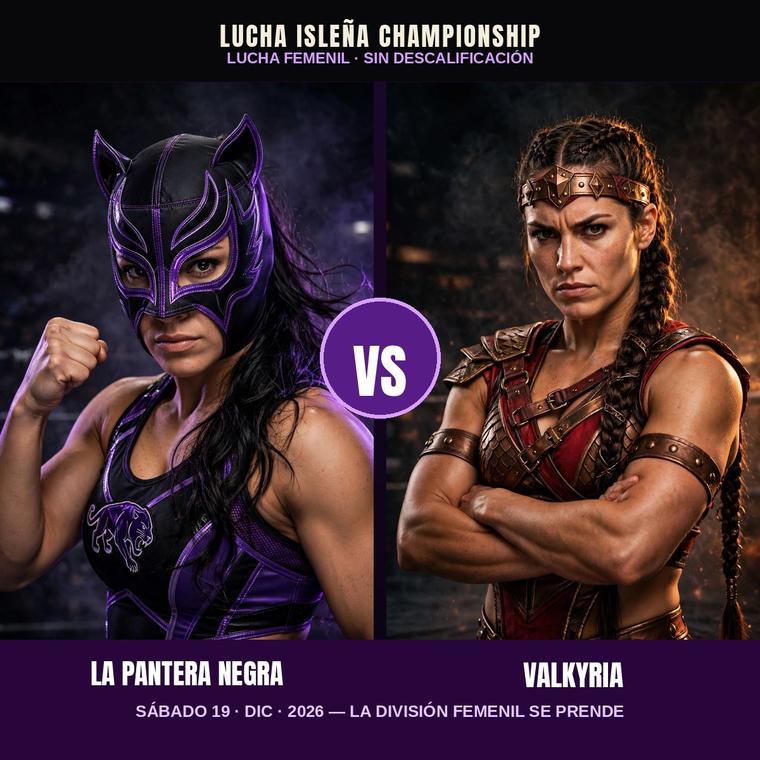 LUCHA ISLEÑA CHAMPIONSHIP
LUCHA FEMENIL · SIN DESCALIFICACIÓN
VS
LA PANTERA NEGRA
VALKYRIA
SÁBADO 19 · DIC · 2026 — LA DIVISIÓN FEMENIL SE PRENDE